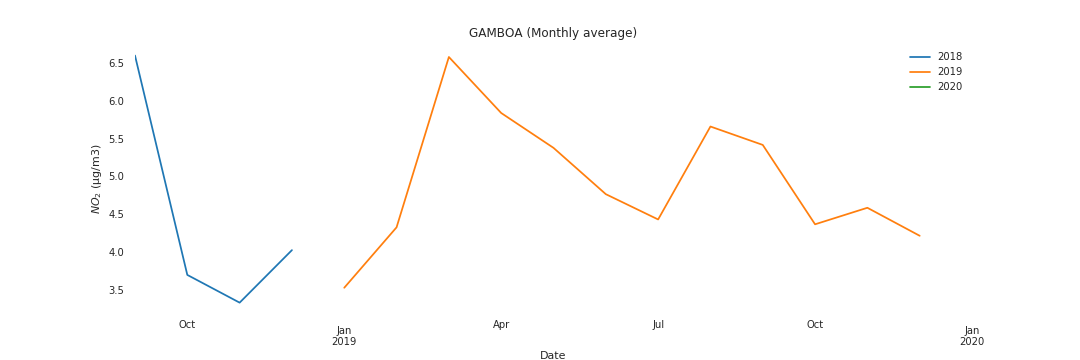 GAMBOA (Monthly average)
2018
2019
2020
NO₂ (µg/m3)
6.5
6.0
5.5
5.0
4.5
4.0
3.5
Oct
Jan
2019
Apr
Jul
Oct
Jan
2020
Date